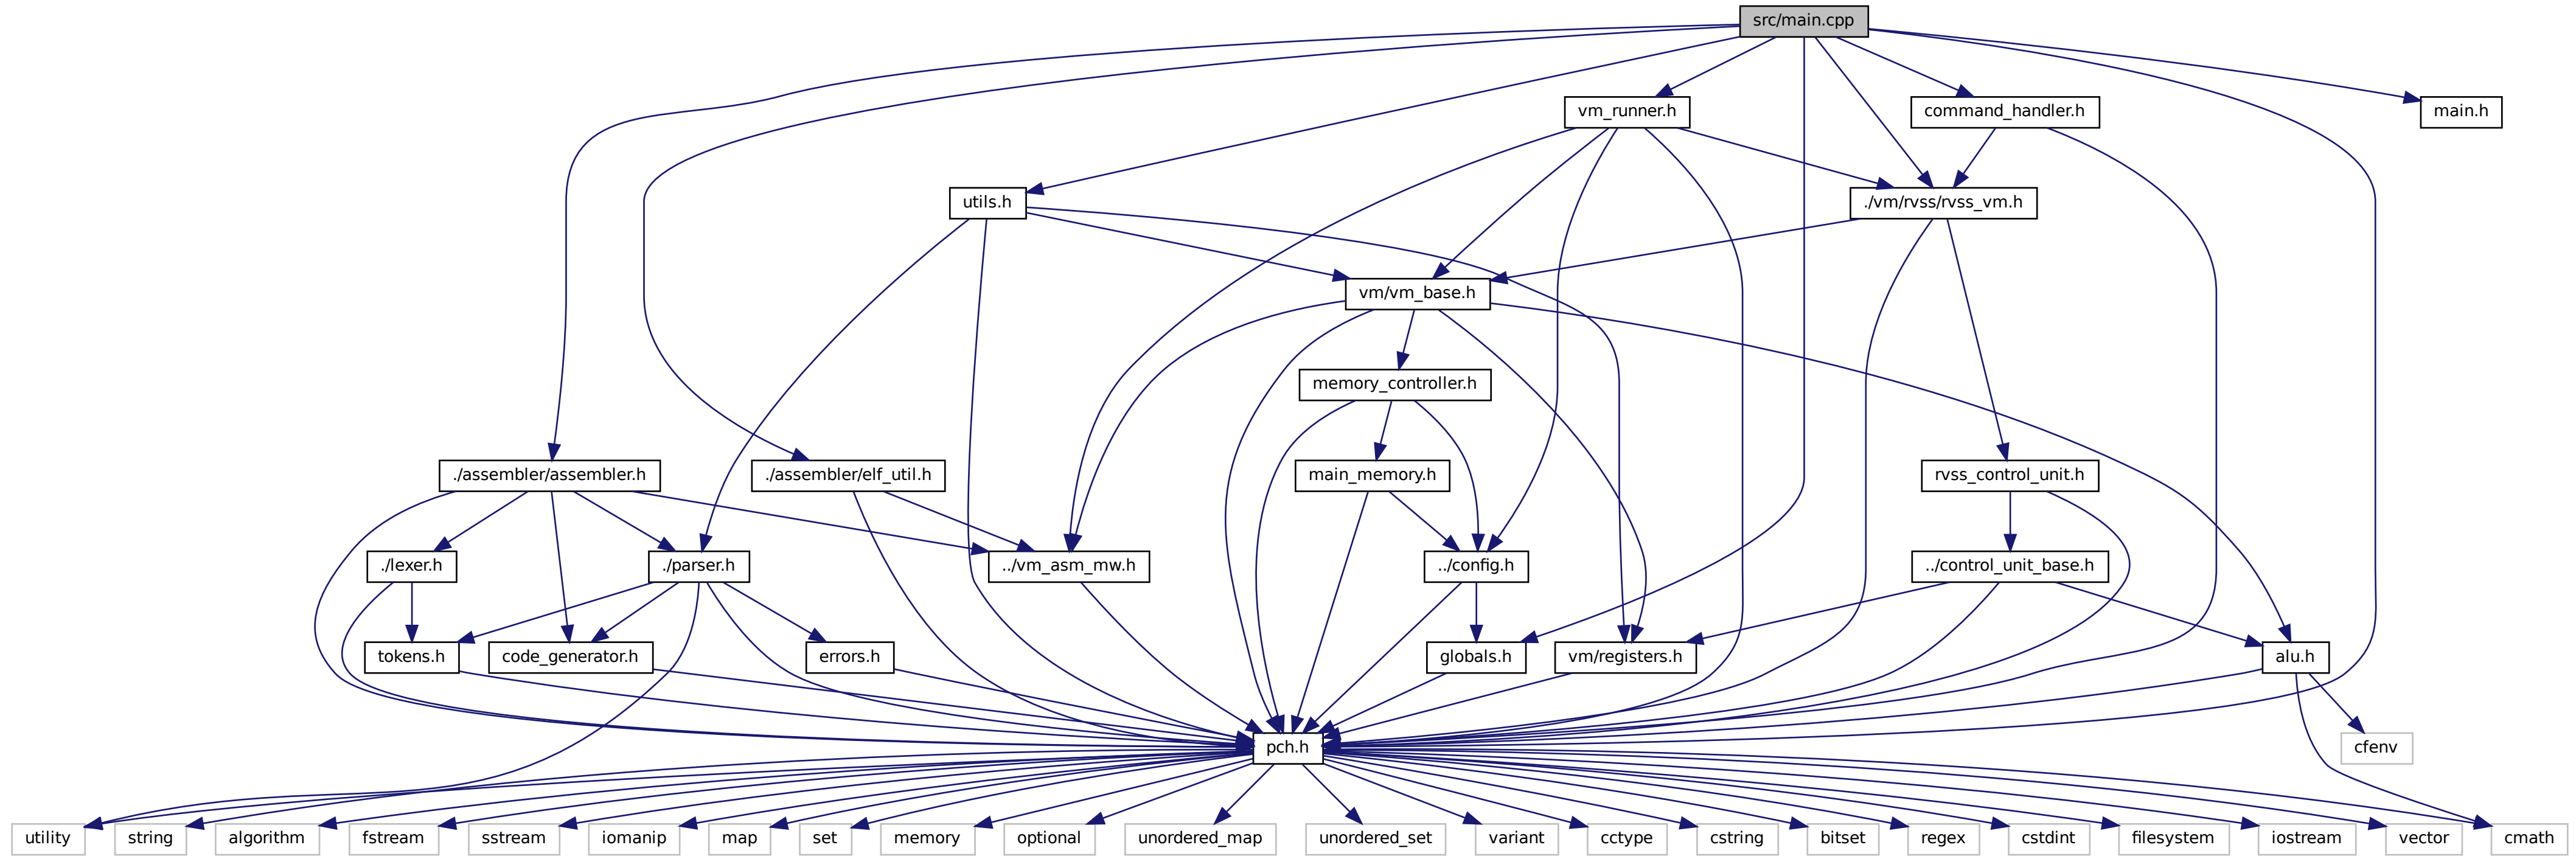 src/main.cpp
vm_runner.h
command_handler.h
main.h
utils.h
./vm/rvss/rvss_vm.h
vm/vm_base.h
memory_controller.h
./assembler/assembler.h
./assembler/elf_util.h
main_memory.h
rvss_control_unit.h
./lexer.h
./parser.h
../vm_asm_mw.h
../config.h
../control_unit_base.h
tokens.h
code_generator.h
errors.h
globals.h
vm/registers.h
alu.h
pch.h
cfenv
utility
string
algorithm
fstream
sstream
iomanip
map
set
memory
optional
unordered_map
unordered_set
variant
cctype
cstring
bitset
regex
cstdint
filesystem
iostream
vector
cmath